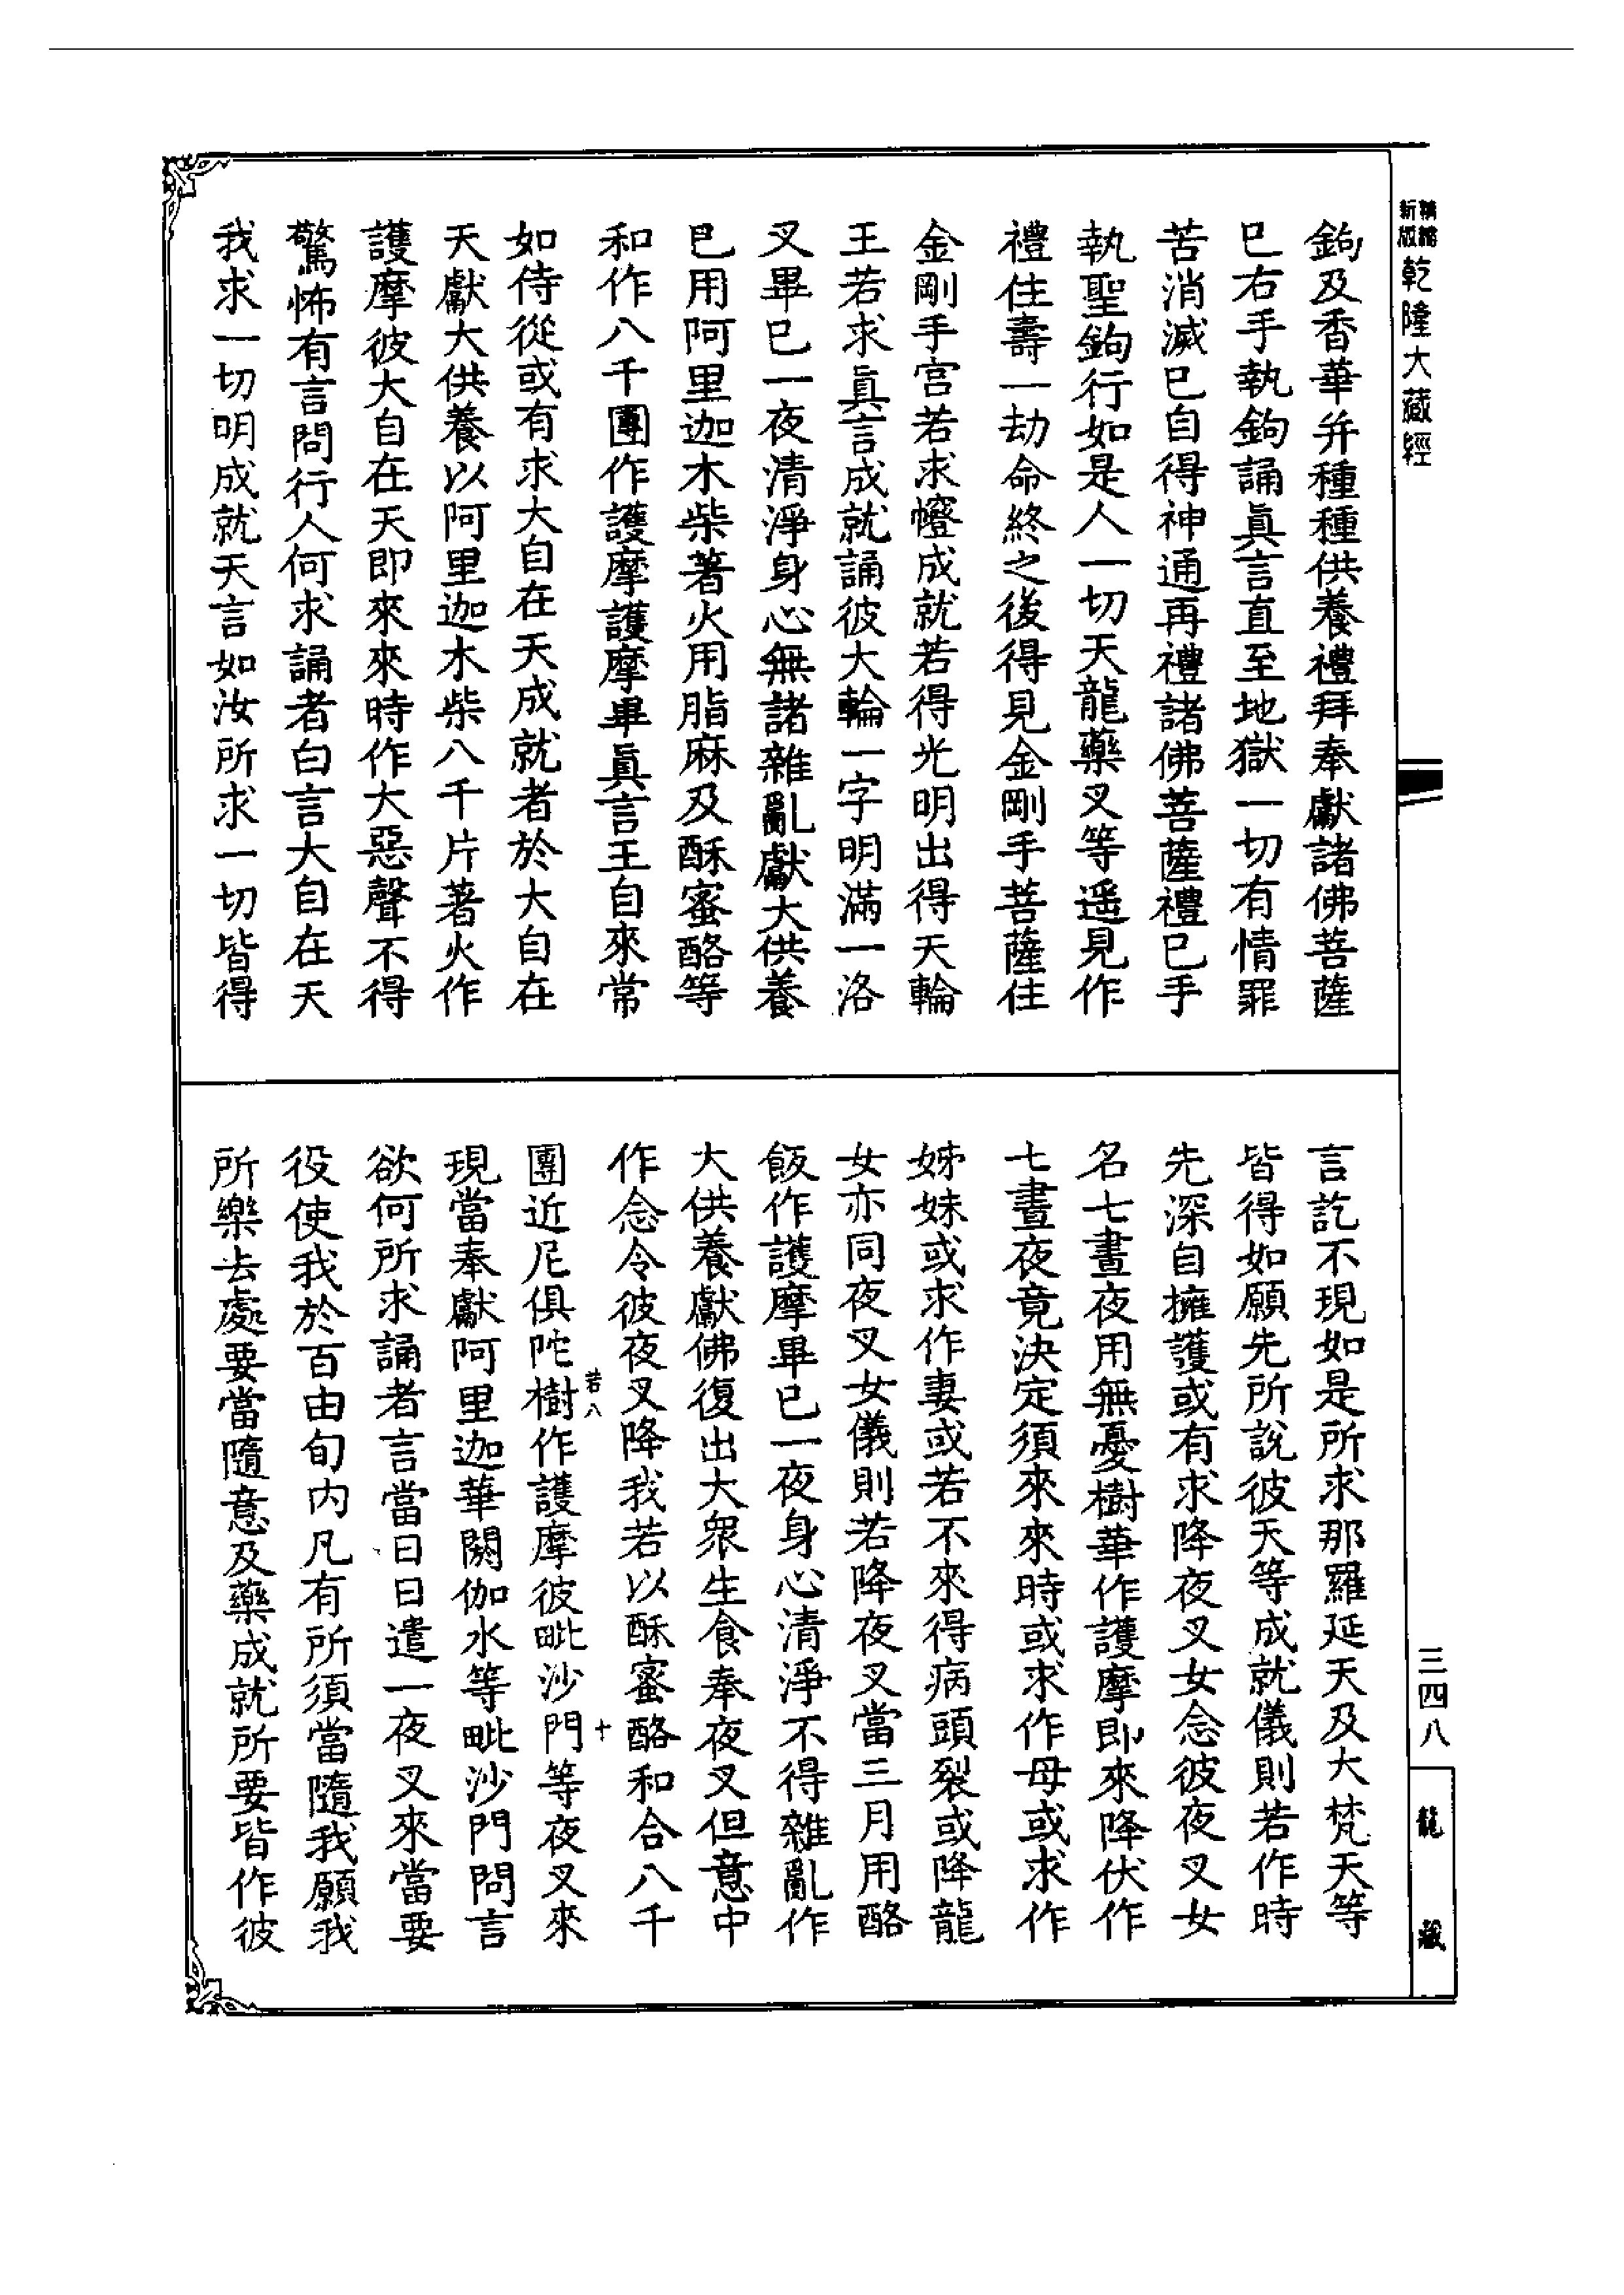 新版
精縮
乾隆大藏經
鉤及香華并種種供養禮拜奉獻諸佛菩薩
巳右手執鉤誦眞言直至地獄一切有情罪
苦消滅巳自得神通再禮諸佛菩薩禮巳手
執聖鉤行如是人一切天龍藥叉等遥見作
禮住壽一劫命終之後得見金剛手菩薩住
金剛手宫若求幢成就若得光明出得天輪
王若求眞言成就誦彼大輪一字明滿一洛
叉畢巳一夜清淨身心無諸雜亂獻大供養
巳用阿里迦木柴著火用脂麻及酥蜜酪等
和作八千團作護摩護摩畢眞言王自來常
如侍從或有求大自在天成就者於大自在
天獻大供養以阿里迦木柴八千片著火作
護摩彼大自在天即來來時作大惡聲不得
驚怖有言問行人何求誦者白言大自在天
我求一切明成就天言如汝所求一切皆得
言訖不現如是所求那羅延天及大梵天等
皆得如願先所說彼天等成就儀則若作時
先深自擁護或有求降夜叉女念彼夜叉女
名七晝夜用無憂樹華作護摩即來降伏作
七晝夜竟決定須來來時或求作母或求作
姊妹或求作妻或若不來得病頭裂或降龍
女亦同夜叉女儀則若降夜叉當三月用酪
飯作護摩畢巳一夜身心清淨不得雜亂作
大供養獻佛復出大衆生食奉夜叉但意中
作念令彼夜叉降我若以酥蜜酪和合八千
若八
十
團近尼俱陀樹作護摩彼毗沙門等夜叉來
現當奉獻阿里迦華閼伽水等毗沙門問言
欲何所求誦者言當日日遣一夜叉來當要
役使我於百由旬内凡有所須當隨我願我
所樂去處要當隨意及藥成就所要皆作彼
三四八
龍藏